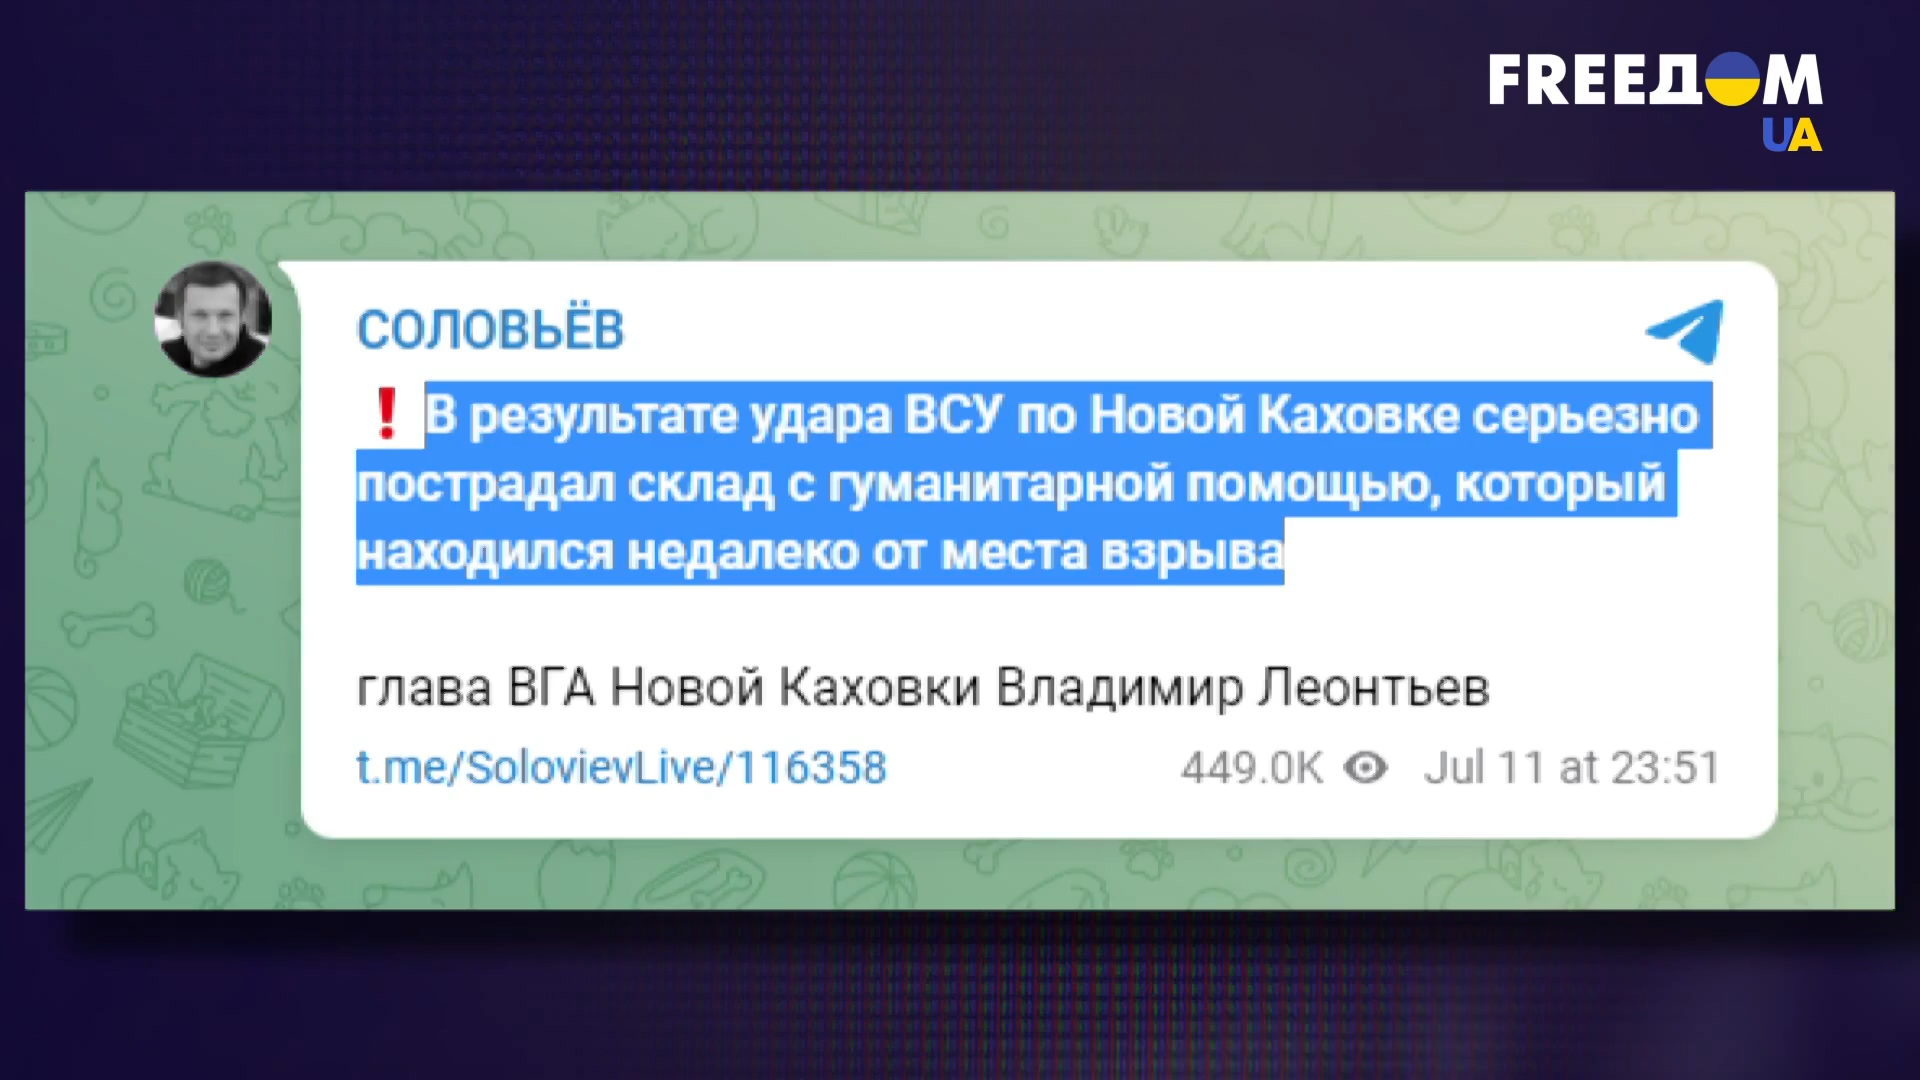 FREEДOM
UA
СОЛОВЬЁВ
❗ В результате удара ВСУ по Новой Каховке серьезно
пострадал склад с гуманитарной помощью, который
находился недалеко от места взрыва
глава ВГА Новой Каховки Владимир Леонтьев
t.me/SolovievLive/116358 449.0K Jul 11 at 23:51